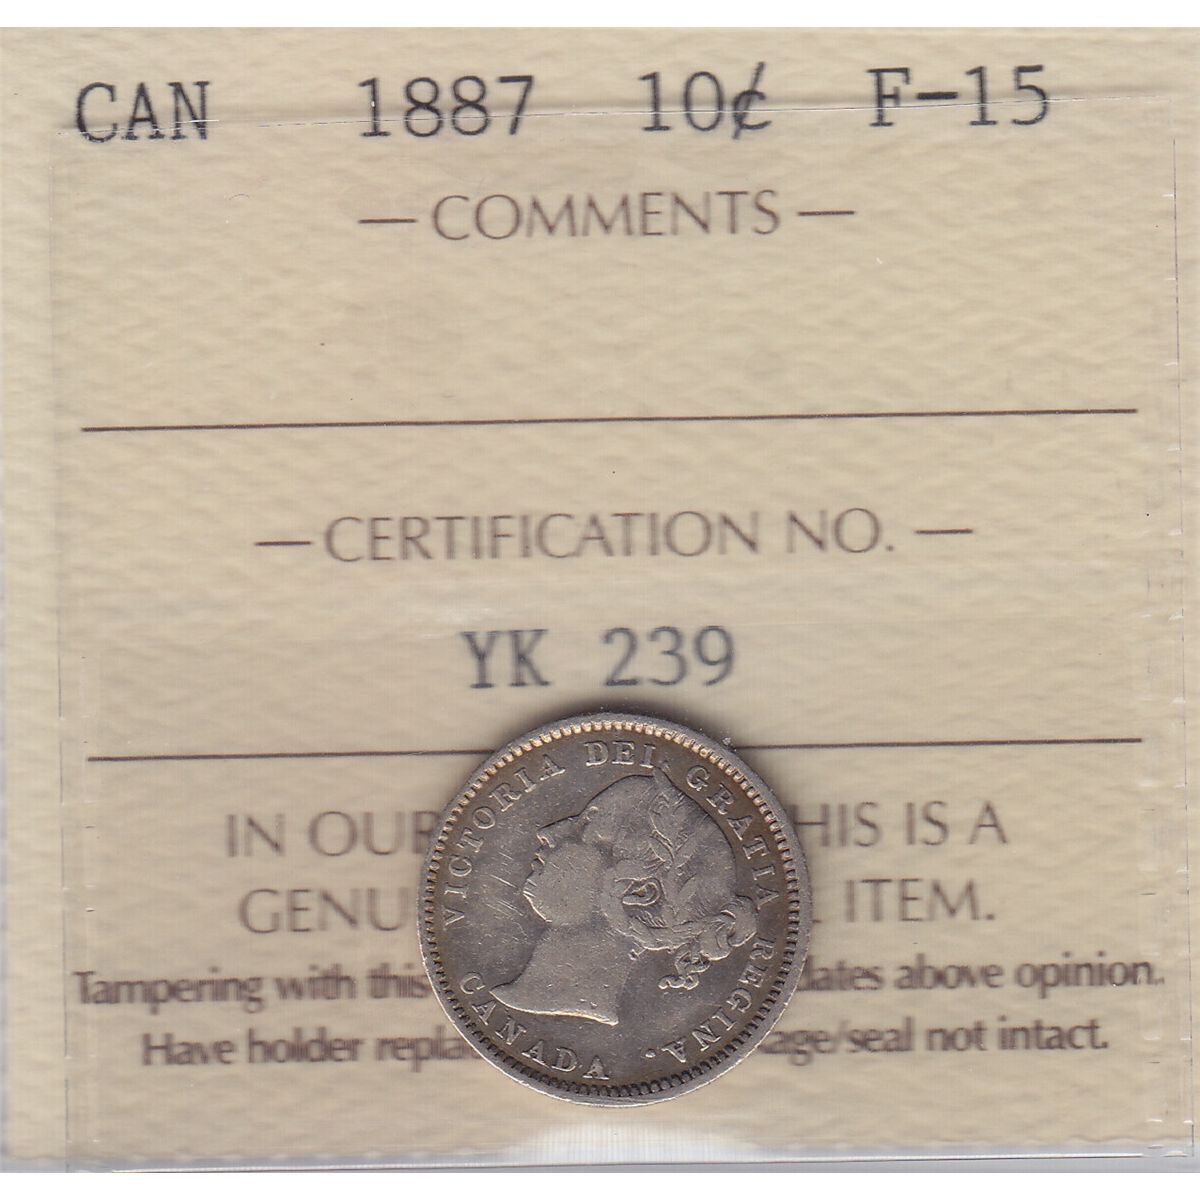 CAN 1887 10¢ F-15
— COMMENTS —
— CERTIFICATION NO. —
YK 239
IN OUR HIS IS A
GENU ITEM.
Tampering with this dates above opinion.
Have holder repla age/seal not intact.
VICTORIA DEI GRATIA REGINA.
CANADA